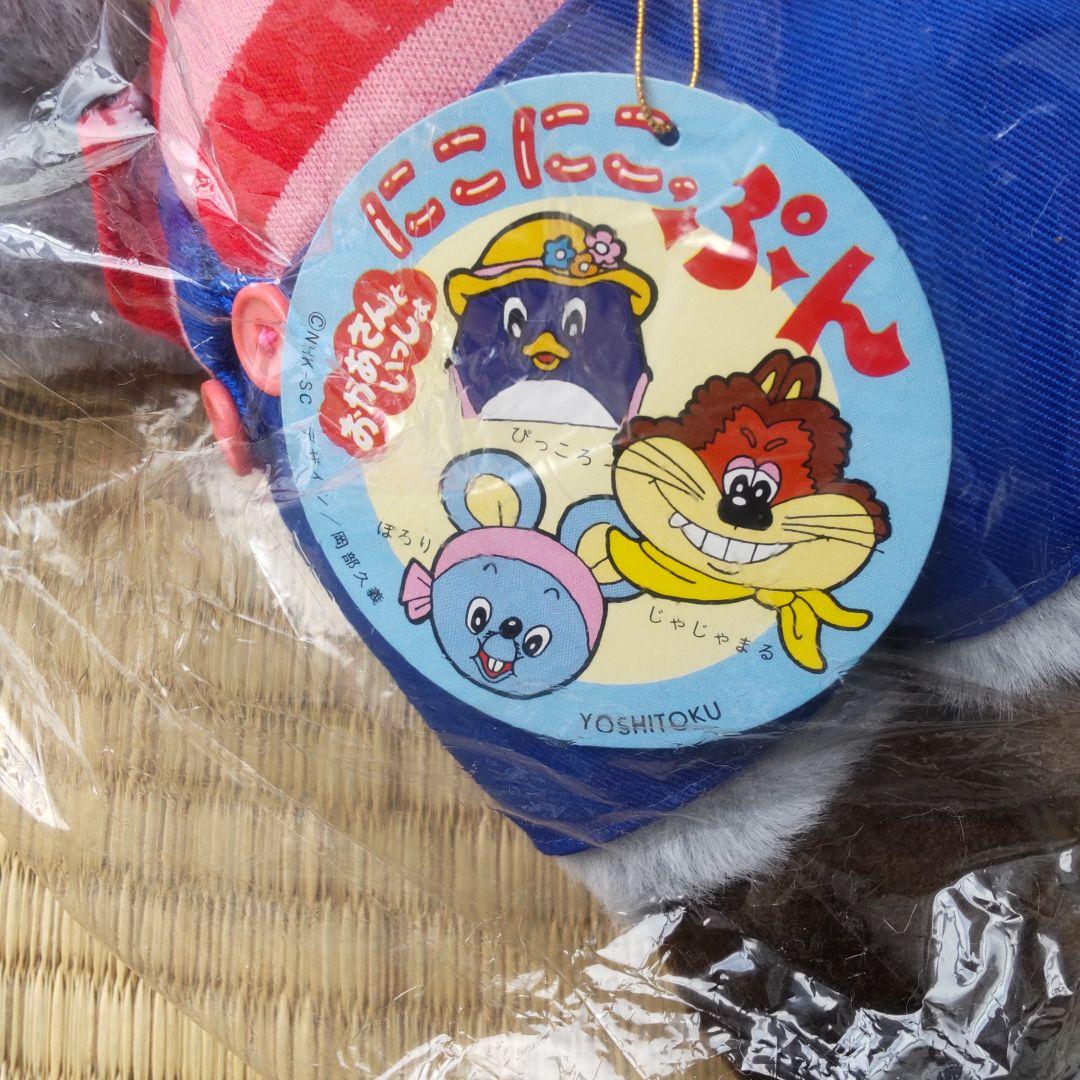 にこにこ、ぷん
おかあさんと
いっしょ
©NHK-SC デザイン/岡部久義
ぴっころ
ぽろり
じゃじゃまる
YOSHITOKU